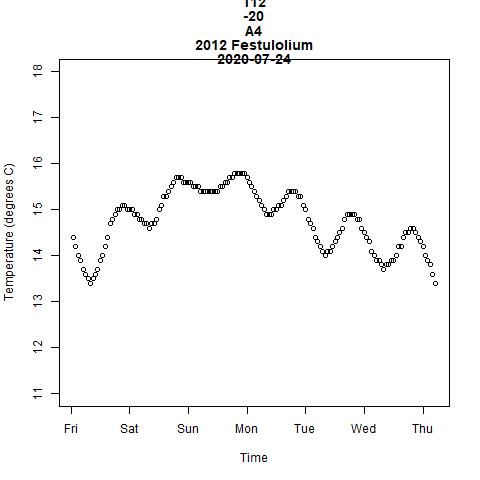 T12
-20
A4
2012 Festulolium
2020-07-24
18
17
16
15
14
13
12
11
Temperature (degrees C)
Fri Sat Sun Mon Tue Wed Thu
Time